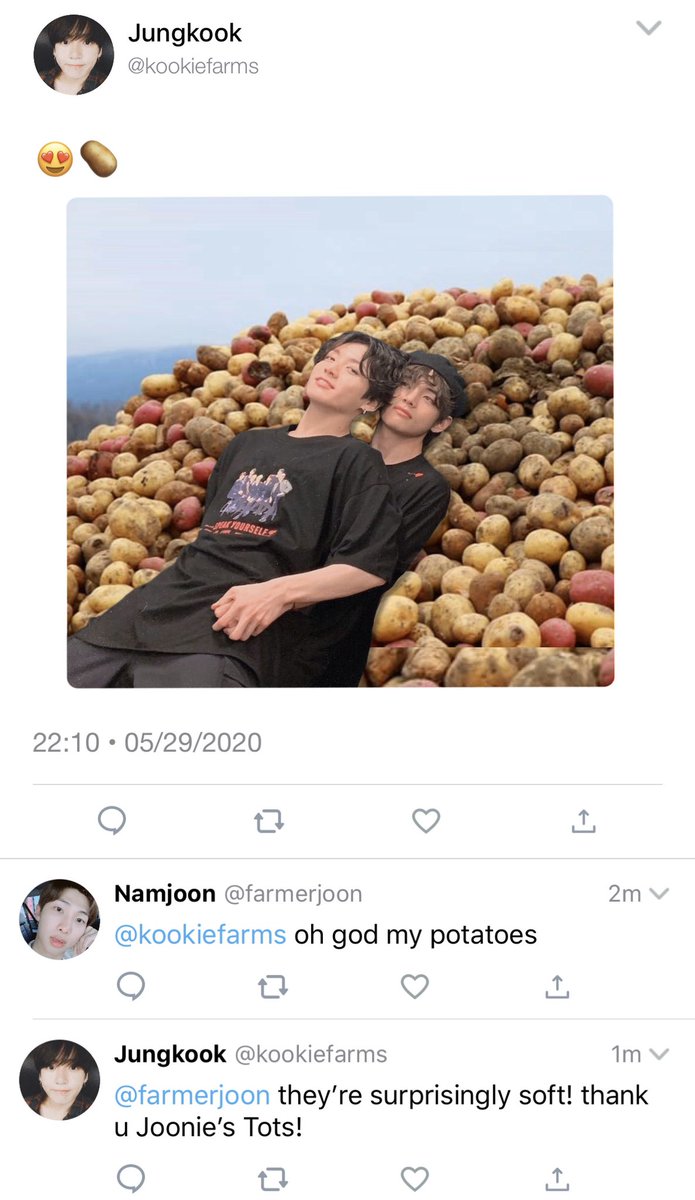 Jungkook
@kookiefarms
😍🥔
SPEAK YOURSELF
22:10 • 05/29/2020
Namjoon @farmerjoon 2m
@kookiefarms oh god my potatoes
Jungkook @kookiefarms 1m
@farmerjoon they’re surprisingly soft! thank
u Joonie’s Tots!